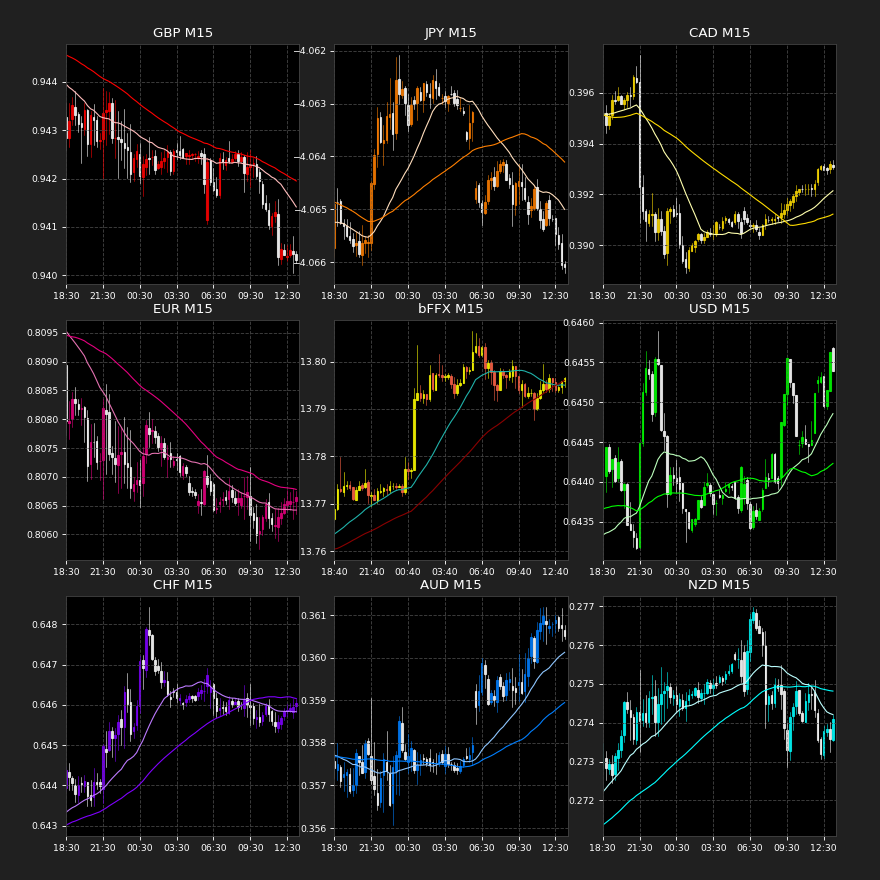 GBP M15
JPY M15
CAD M15
0.944
0.943
0.942
0.941
0.940
−4.062
−4.063
−4.064
−4.065
−4.066
0.396
0.394
0.392
0.390
18:30 21:30 00:30 03:30 06:30 09:30 12:30
18:30 21:30 00:30 03:30 06:30 09:30 12:30
18:30 21:30 00:30 03:30 06:30 09:30 12:30
EUR M15
bFFX M15
USD M15
0.8095
0.8090
0.8085
0.8080
0.8075
0.8070
0.8065
0.8060
13.80
13.79
13.78
13.77
13.76
0.6460
0.6455
0.6450
0.6445
0.6440
0.6435
18:30 21:30 00:30 03:30 06:30 09:30 12:30
18:40 21:40 00:40 03:40 06:40 09:40 12:40
18:30 21:30 00:30 03:30 06:30 09:30 12:30
CHF M15
AUD M15
NZD M15
0.648
0.647
0.646
0.645
0.644
0.643
0.361
0.360
0.359
0.358
0.357
0.356
0.277
0.276
0.275
0.274
0.273
0.272
18:30 21:30 00:30 03:30 06:30 09:30 12:30
18:30 21:30 00:30 03:30 06:30 09:30 12:30
18:30 21:30 00:30 03:30 06:30 09:30 12:30